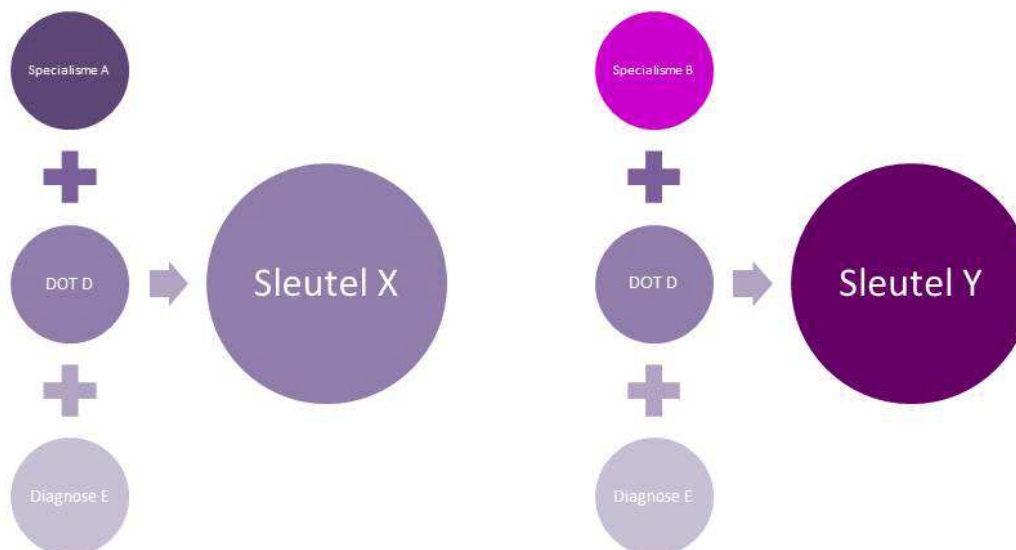 Specialisme A
DOT D
Diagnose E
Sleutel X
Specialisme B
DOT D
Diagnose E
Sleutel Y